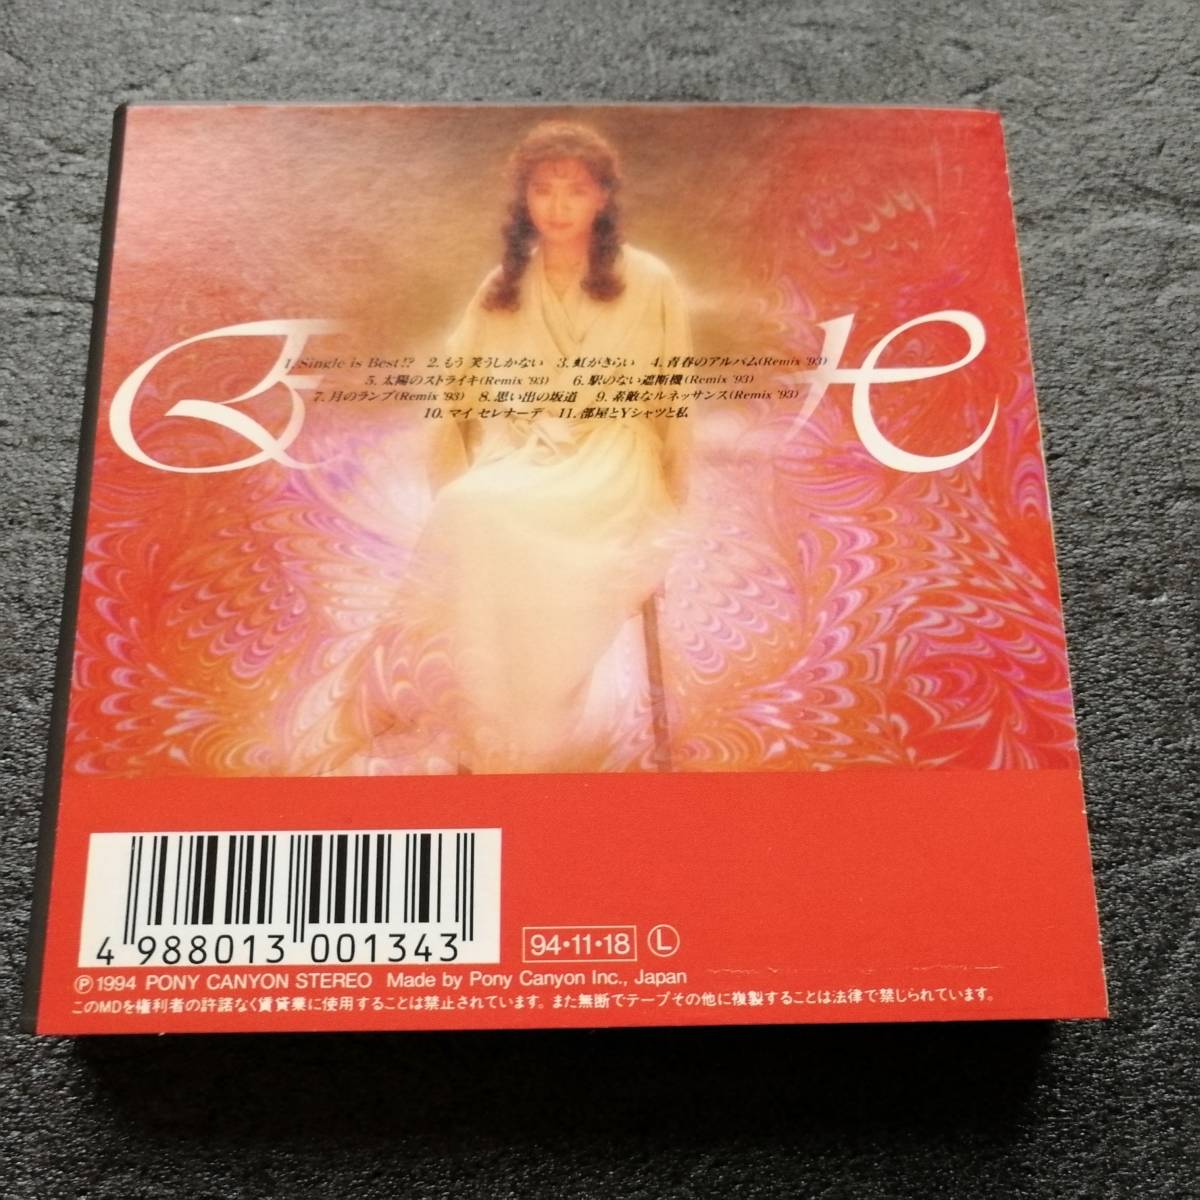 1. Single is Best!? 2. もう 笑うしかない 3. 虹がきらい 4. 青春のアルバム(Remix '93)
5. 太陽のストライキ(Remix '93) 6. 駅のない遮断機(Remix '93)
7. 月のランプ(Remix '93) 8. 思い出の坂道 9. 素敵なルネッサンス(Remix '93)
10. マイ セレナーデ 11. 部屋とYシャツと私
4 988013 001343
94・11・18 Ⓛ
Ⓟ1994 PONY CANYON STEREO Made by Pony Canyon Inc., Japan
このMDを権利者の許諾なく賃貸業に使用することは禁止されています。また無断でテープその他に複製することは法律で禁じられています。